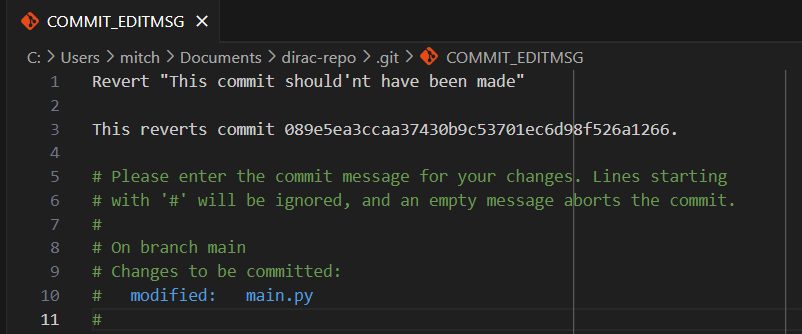 COMMIT_EDITMSG ×
C: > Users > mitch > Documents > dirac-repo > .git > COMMIT_EDITMSG
1 Revert "This commit should'nt have been made"
2
3 This reverts commit 089e5ea3ccaa37430b9c53701ec6d98f526a1266.
4
5 # Please enter the commit message for your changes. Lines starting
6 # with '#' will be ignored, and an empty message aborts the commit.
7 #
8 # On branch main
9 # Changes to be committed:
10 #   modified:   main.py
11 #